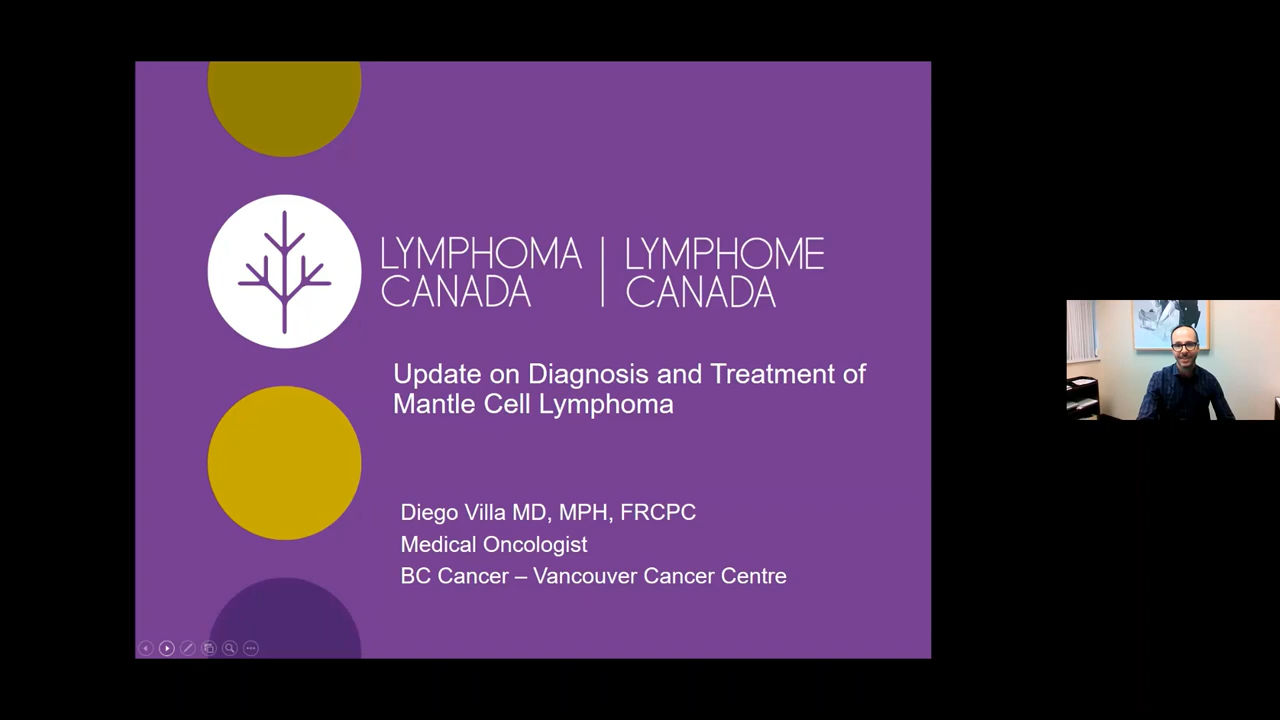 LYMPHOMA CANADA
LYMPHOME CANADA
Update on Diagnosis and Treatment of
Mantle Cell Lymphoma
Diego Villa MD, MPH, FRCPC
Medical Oncologist
BC Cancer – Vancouver Cancer Centre